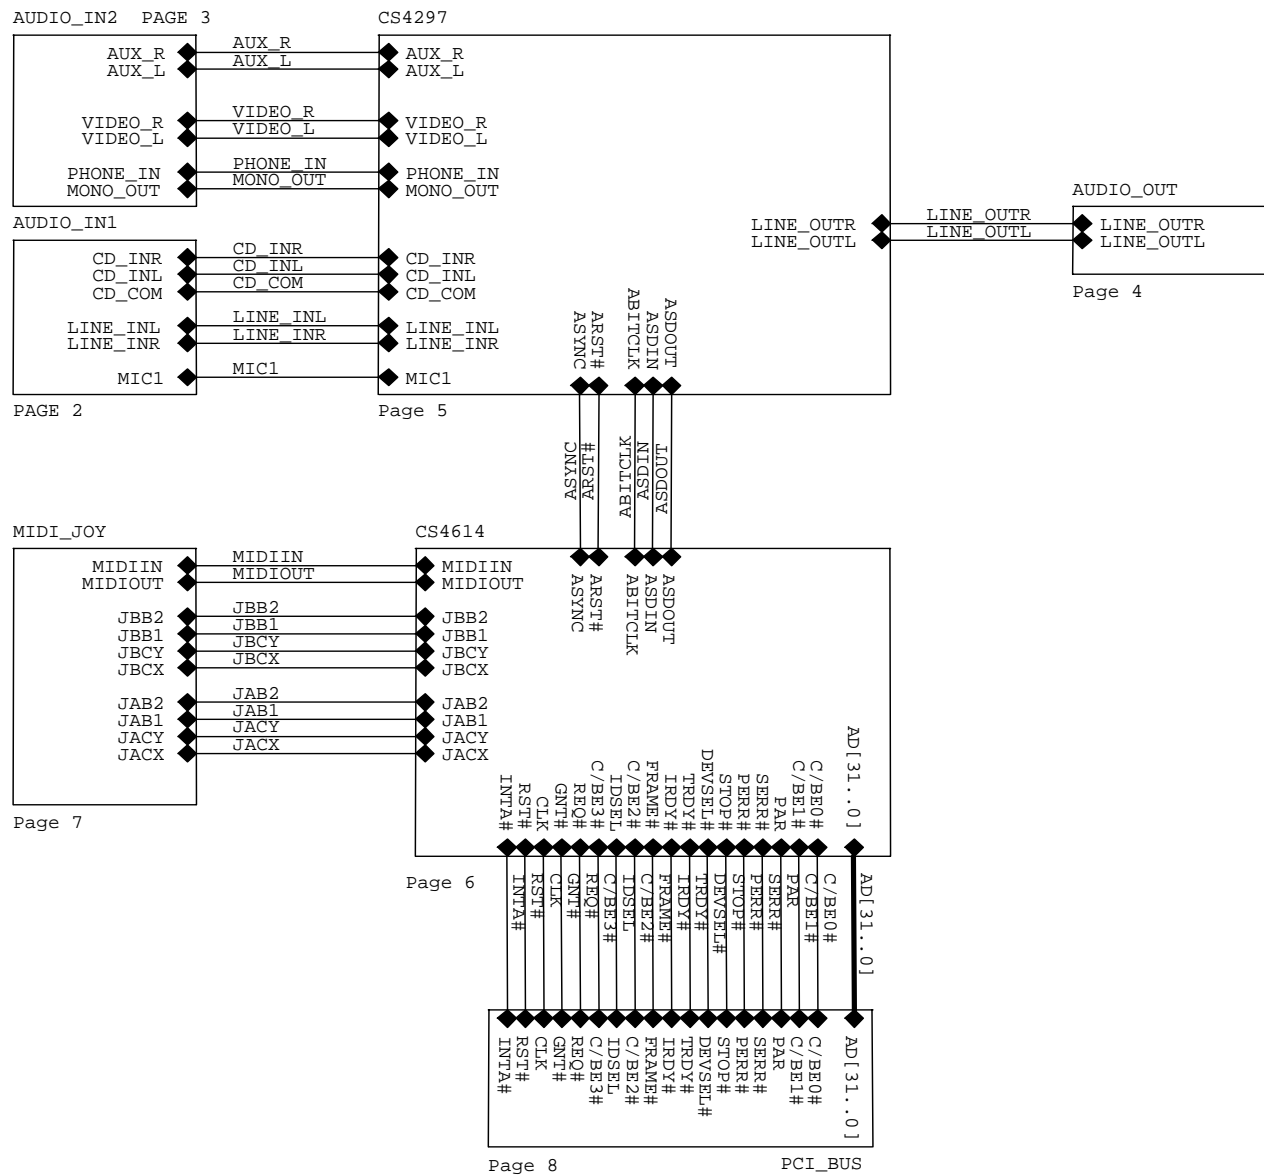 AUDIO_IN2 PAGE 3
AUX_R
AUX_L
VIDEO_R
VIDEO_L
PHONE_IN
MONO_OUT
AUX_R
AUX_L
VIDEO_R
VIDEO_L
PHONE_IN
MONO_OUT
CS4297
AUX_R
AUX_L
VIDEO_R
VIDEO_L
PHONE_IN
MONO_OUT
AUDIO_IN1
CD_INR
CD_INL
CD_COM
LINE_INL
LINE_INR
MIC1
PAGE 2
CD_INR
CD_INL
CD_COM
LINE_INL
LINE_INR
MIC1
CD_INR
CD_INL
CD_COM
LINE_INL
LINE_INR
MIC1
Page 5
LINE_OUTR
LINE_OUTL
LINE_OUTR
LINE_OUTL
AUDIO_OUT
LINE_OUTR
LINE_OUTL
Page 4
ASYNC
ARST#
ABITCLK
ASDIN
ASDOUT
ASYNC
ARST#
ABITCLK
ASDIN
ASDOUT
MIDI_JOY
MIDIIN
MIDIOUT
JBB2
JBB1
JBCY
JBCX
JAB2
JAB1
JACY
JACX
Page 7
MIDIIN
MIDIOUT
JBB2
JBB1
JBCY
JBCX
JAB2
JAB1
JACY
JACX
CS4614
MIDIIN
MIDIOUT
JBB2
JBB1
JBCY
JBCX
JAB2
JAB1
JACY
JACX
ASYNC
ARST#
ABITCLK
ASDIN
ASDOUT
INTA#
RST#
CLK
GNT#
REQ#
C/BE3#
IDSEL
C/BE2#
FRAME#
IRDY#
TRDY#
DEVSEL#
STOP#
PERR#
SERR#
PAR
C/BE1#
C/BE0#
AD[31..0]
Page 6
INTA#
RST#
CLK
GNT#
REQ#
C/BE3#
IDSEL
C/BE2#
FRAME#
IRDY#
TRDY#
DEVSEL#
STOP#
PERR#
SERR#
PAR
C/BE1#
C/BE0#
AD[31..0]
INTA#
RST#
CLK
GNT#
REQ#
C/BE3#
IDSEL
C/BE2#
FRAME#
IRDY#
TRDY#
DEVSEL#
STOP#
PERR#
SERR#
PAR
C/BE1#
C/BE0#
AD[31..0]
Page 8
PCI_BUS